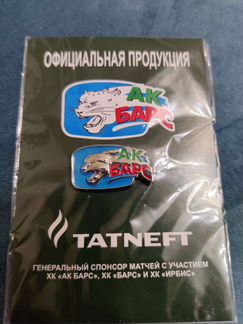 ОФИЦИАЛЬНАЯ ПРОДУКЦИЯ
АК
БАРС
АК
БАРС
TATNEFT
ГЕНЕРАЛЬНЫЙ СПОНСОР МАТЧЕЙ С УЧАСТИЕМ
ХК «АК БАРС», ХК «БАРС» И ХК «ИРБИС»